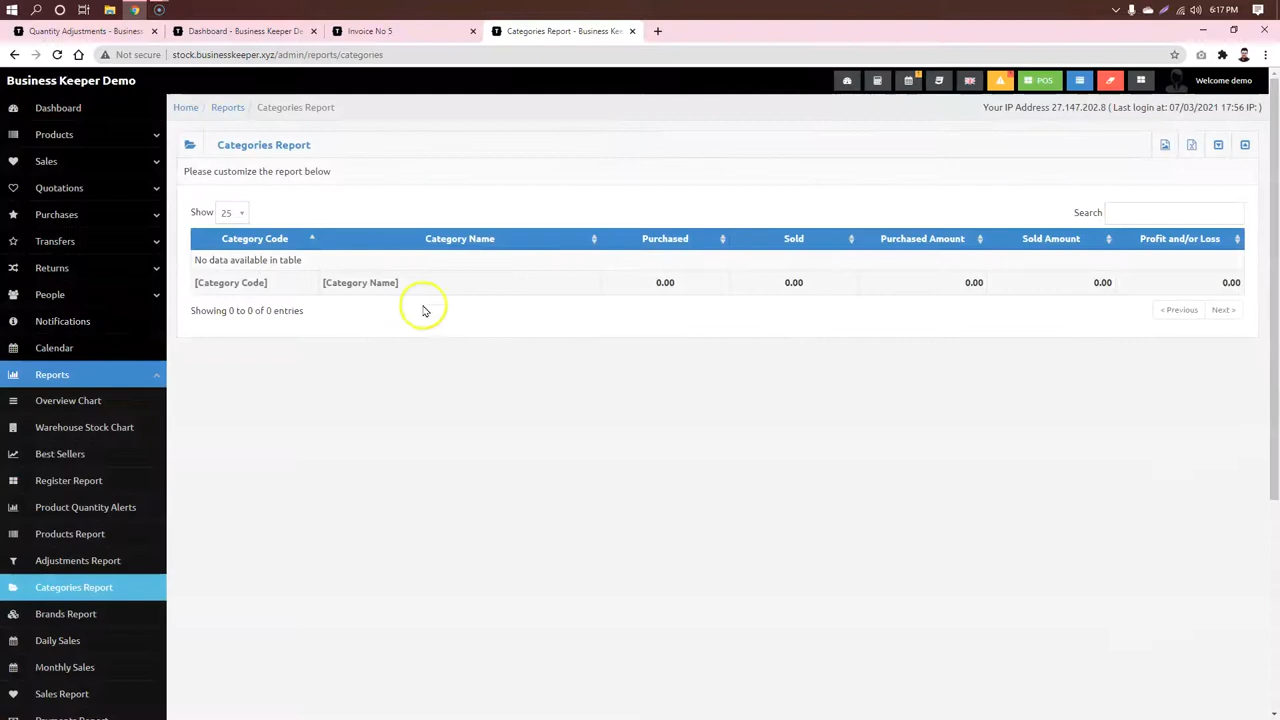 6:17 PM
Quantity Adjustments - Business
Dashboard - Business Keeper De
Invoice No 5
Categories Report - Business Kee
Not secure
stock.businesskeeper.xyz/admin/reports/categories
Business Keeper Demo
POS
Welcome demo
Dashboard
Products
Sales
Quotations
Purchases
Transfers
Returns
People
Notifications
Calendar
Reports
Overview Chart
Warehouse Stock Chart
Best Sellers
Register Report
Product Quantity Alerts
Products Report
Adjustments Report
Categories Report
Brands Report
Daily Sales
Monthly Sales
Sales Report
Payments Report
Home / Reports / Categories Report
Your IP Address 27.147.202.8 ( Last login at: 07/03/2021 17:56 IP: )
Categories Report
Please customize the report below
Show 25
Search
Category Code Category Name Purchased Sold Purchased Amount Sold Amount Profit and/or Loss
No data available in table
[Category Code] [Category Name] 0.00 0.00 0.00 0.00 0.00
Showing 0 to 0 of 0 entries
< Previous Next >